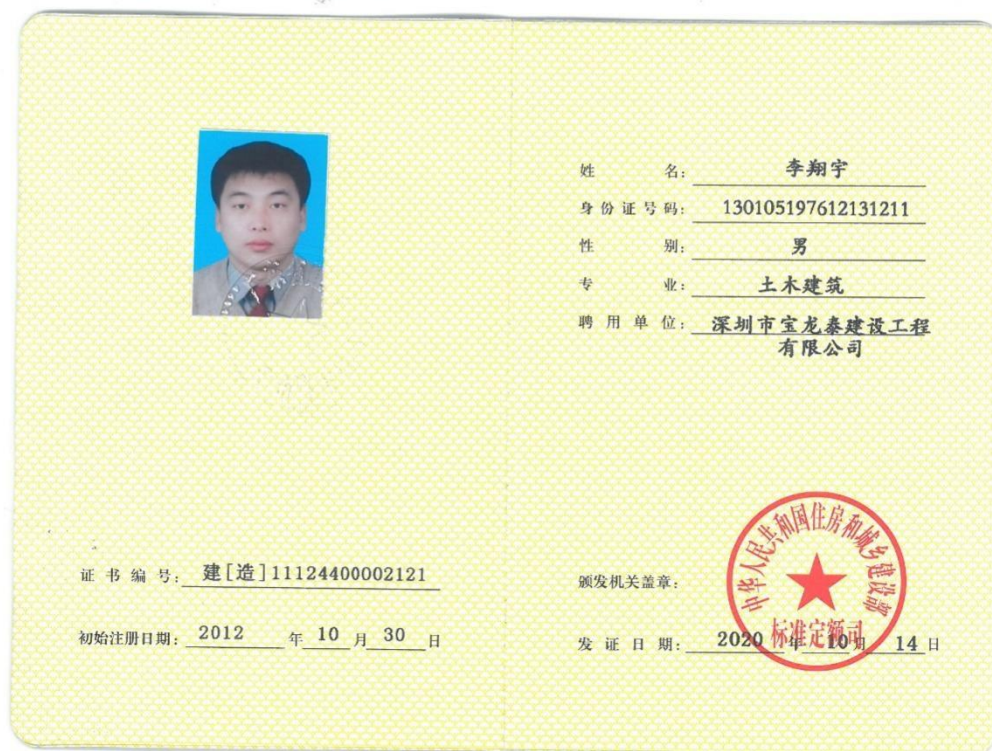 姓 名: 李翔宇
身份证号码: 130105197612131211
性 别: 男
专 业: 土木建筑
聘用单位: 深圳市宝龙泰建设工程
有限公司
证书编号: 建[造]11124400002121
初始注册日期: 2012 年 10 月 30 日
颁发机关盖章:
中华人民共和国住房和城乡建设部
标准定额司
发证日期: 2020 年 10 月 14 日